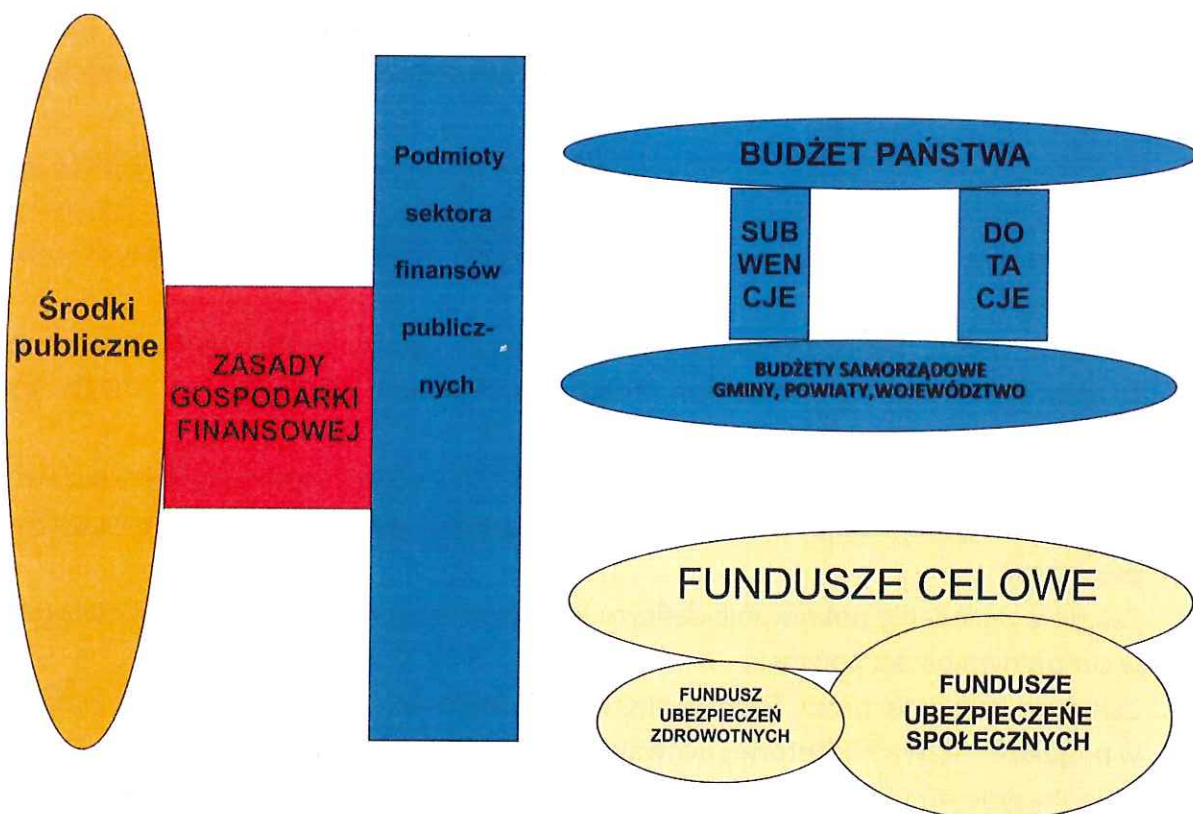 Środki
publiczne
ZASADY
GOSPODARKI
FINANSOWEJ
Podmioty
sektora
finansów
publicz-
nych
BUDŻET PAŃSTWA
SUB
WEN
CJE
DO
TA
CJE
BUDŻETY SAMORZĄDOWE
GMINY, POWIATY,WOJEWÓDZTWO
FUNDUSZE CELOWE
FUNDUSZ
UBEZPIECZEŃ
ZDROWOTNYCH
FUNDUSZE
UBEZPIECZEŃE
SPOŁECZNYCH